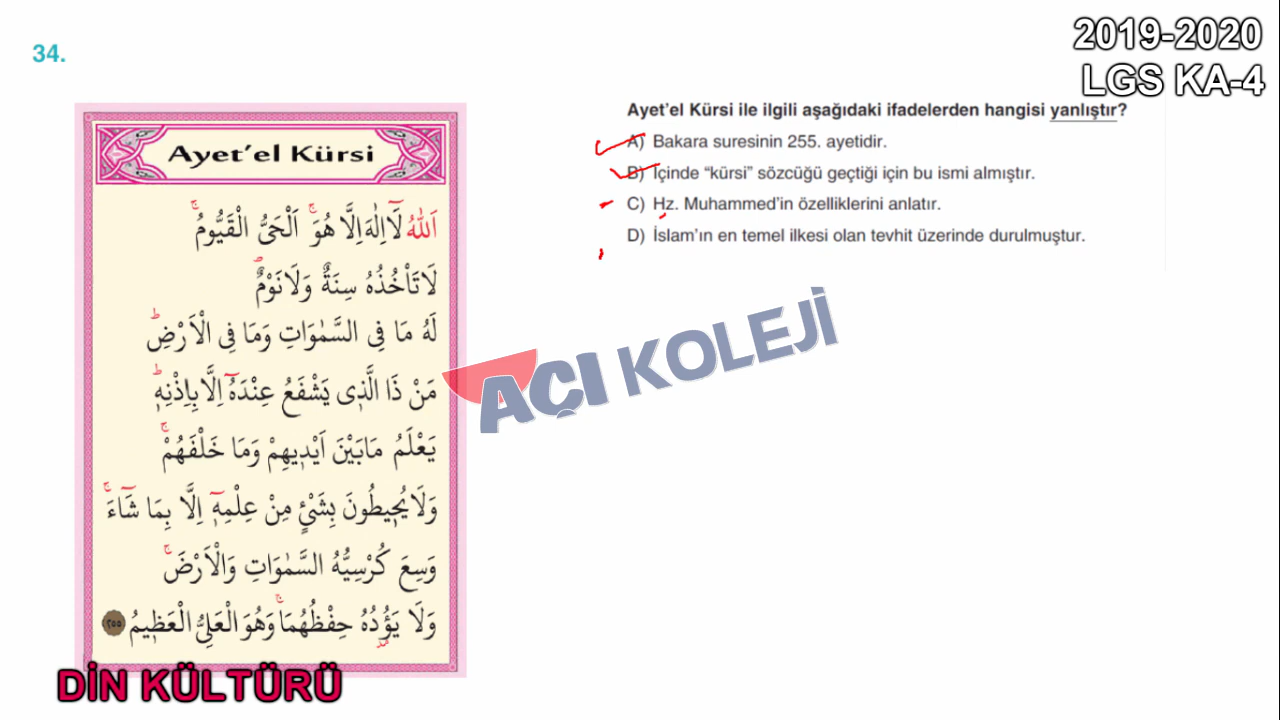 2019-2020
LGS KA-4
34.
Ayet'el Kürsi
اَللّٰهُ لَٓا اِلٰهَ اِلَّا هُوَۚ اَلْحَيُّ الْقَيُّومُۚ
لَا تَأْخُذُهُ سِنَةٌ وَلَا نَوْمٌۜ
لَهُ مَا فِي السَّمٰوَاتِ وَمَا فِي الْاَرْضِۜ
مَنْ ذَا الَّذ۪ي يَشْفَعُ عِنْدَهُٓ اِلَّا بِاِذْنِه۪ۜ
يَعْلَمُ مَا بَيْنَ اَيْد۪يهِمْ وَمَا خَلْفَهُمْۚ
وَلَا يُح۪يطُونَ بِشَيْءٍ مِنْ عِلْمِه۪ٓ اِلَّا بِمَا شَٓاءَۚ
وَسِعَ كُرْسِيُّهُ السَّمٰوَاتِ وَالْاَرْضَۚ
وَلَا يَؤُ۫دُهُ حِفْظُهُمَاۚ وَهُوَ الْعَلِيُّ الْعَظ۪يمُ ٢٥٥
Ayet'el Kürsi ile ilgili aşağıdaki ifadelerden hangisi yanlıştır?
A) Bakara suresinin 255. ayetidir.
B) İçinde “kürsi” sözcüğü geçtiği için bu ismi almıştır.
C) Hz. Muhammed'in özelliklerini anlatır.
D) İslam'ın en temel ilkesi olan tevhit üzerinde durulmuştur.
AÇI KOLEJİ
DİN KÜLTÜRÜ